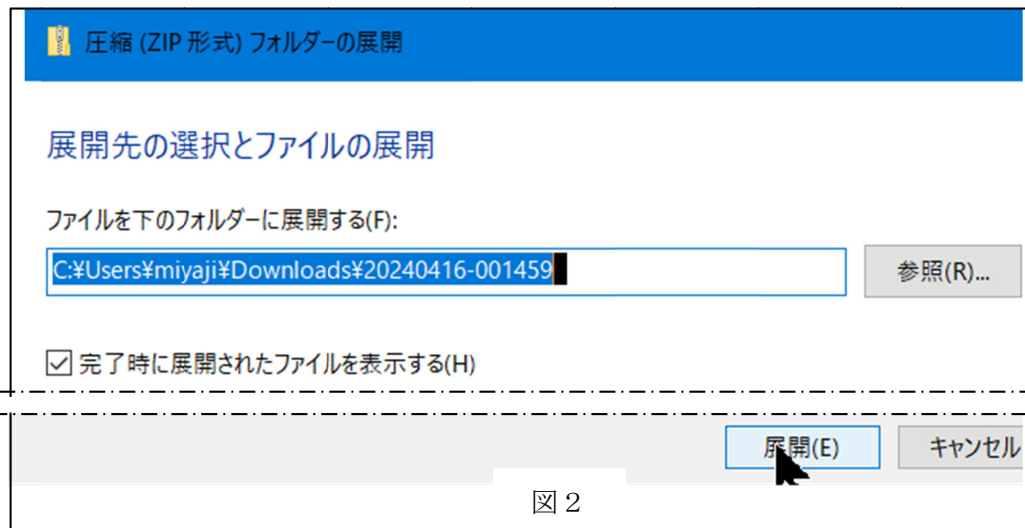 圧縮 (ZIP 形式) フォルダーの展開
展開先の選択とファイルの展開
ファイルを下のフォルダーに展開する(F):
C:¥Users¥miyaji¥Downloads¥20240416-001459
参照(R)...
完了時に展開されたファイルを表示する(H)
展開(E)
キャンセル
図２